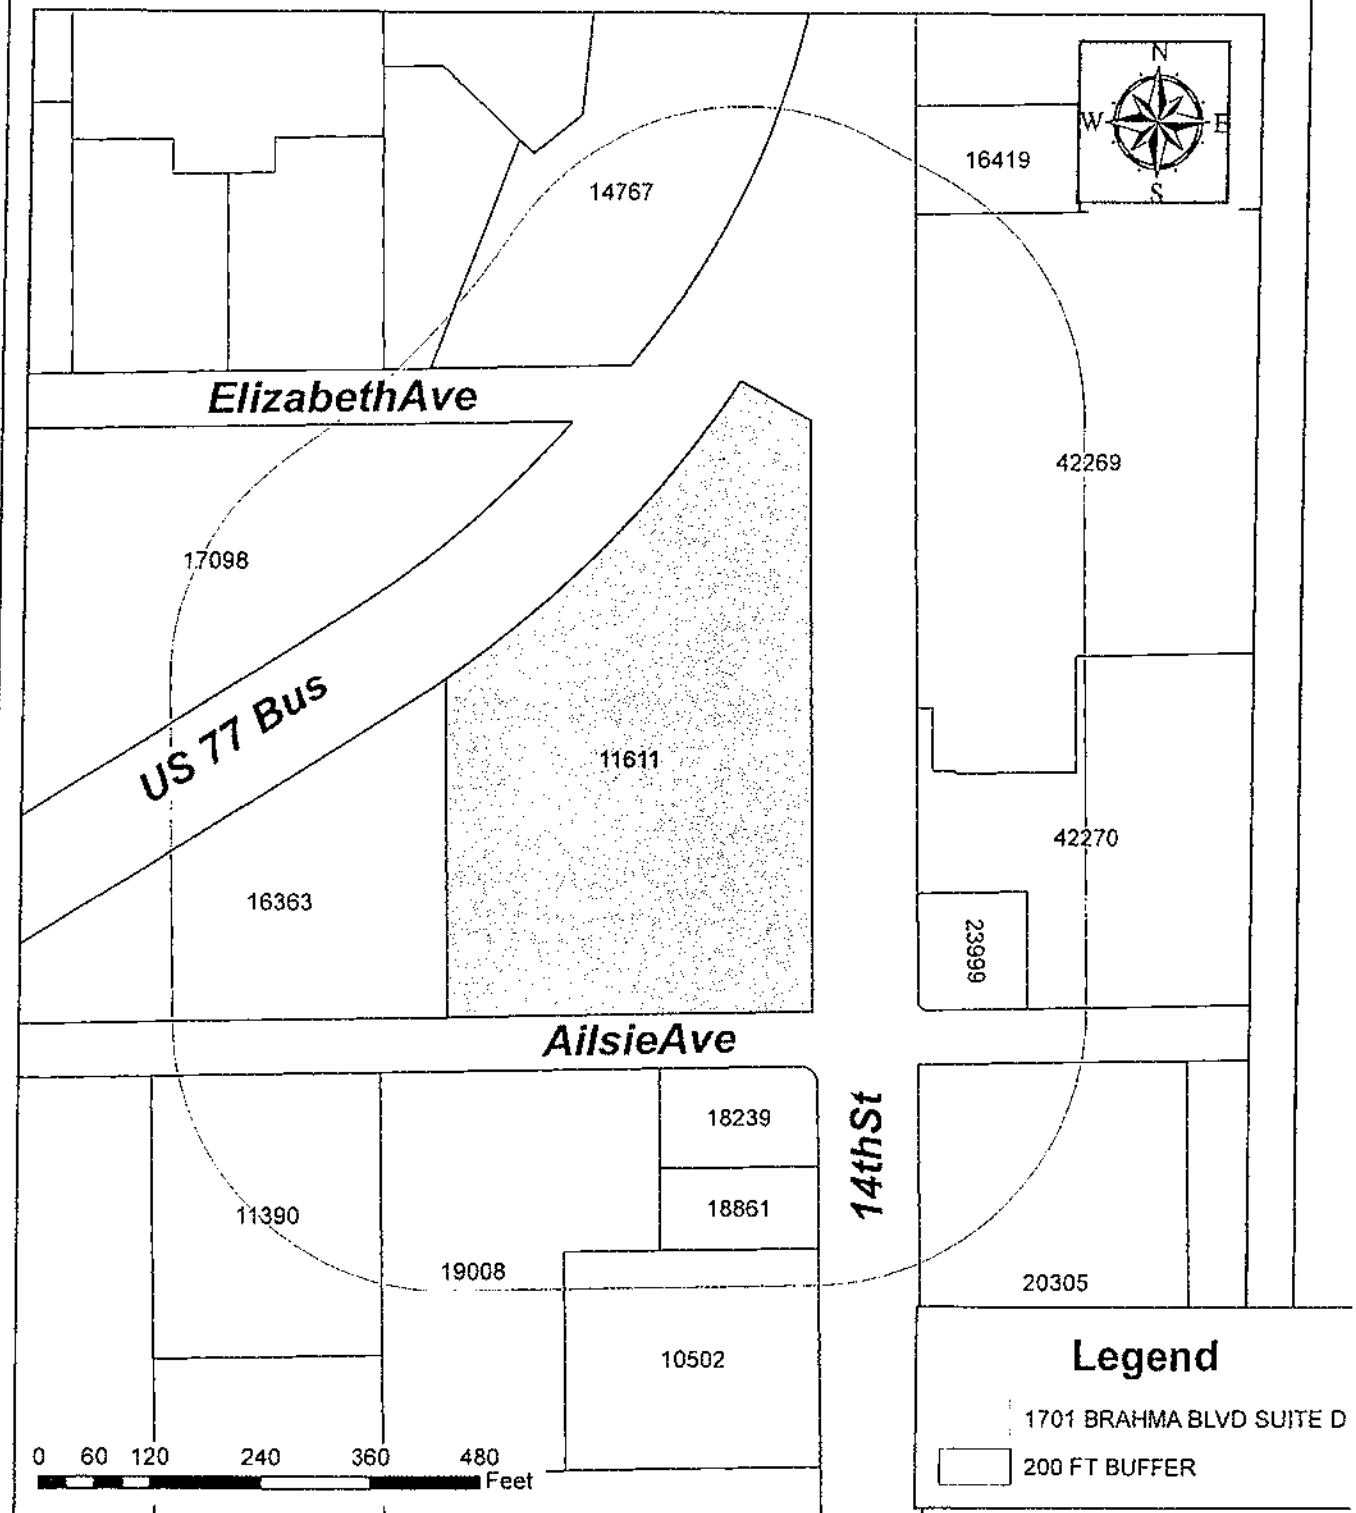 N
W E
S
16419
14767
ElizabethAve
42269
17098
US 77 Bus
11611
42270
16363
23999
AilsieAve
18239
14thSt
18861
11390
19008
20305
10502
Legend
1701 BRAHMA BLVD SUITE D
200 FT BUFFER
0 60 120 240 360 480
Feet